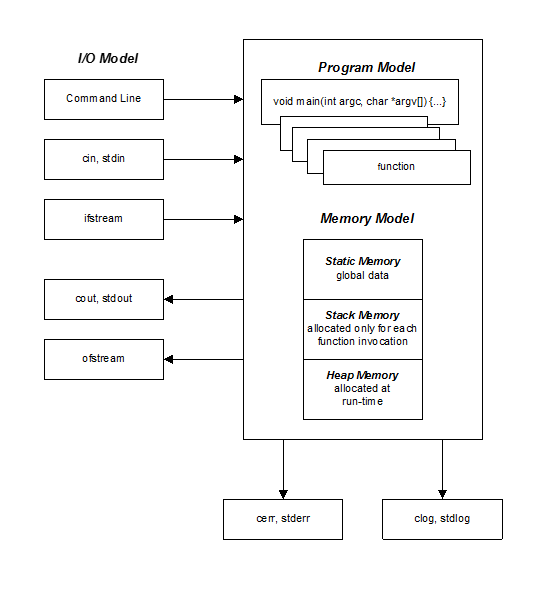 I/O Model
Command Line
cin, stdin
ifstream
cout, stdout
ofstream
Program Model
void main(int argc, char *argv[]) {...}
function
Memory Model
Static Memory
global data
Stack Memory
allocated only for each
function invocation
Heap Memory
allocated at
run-time
cerr, stderr
clog, stdlog